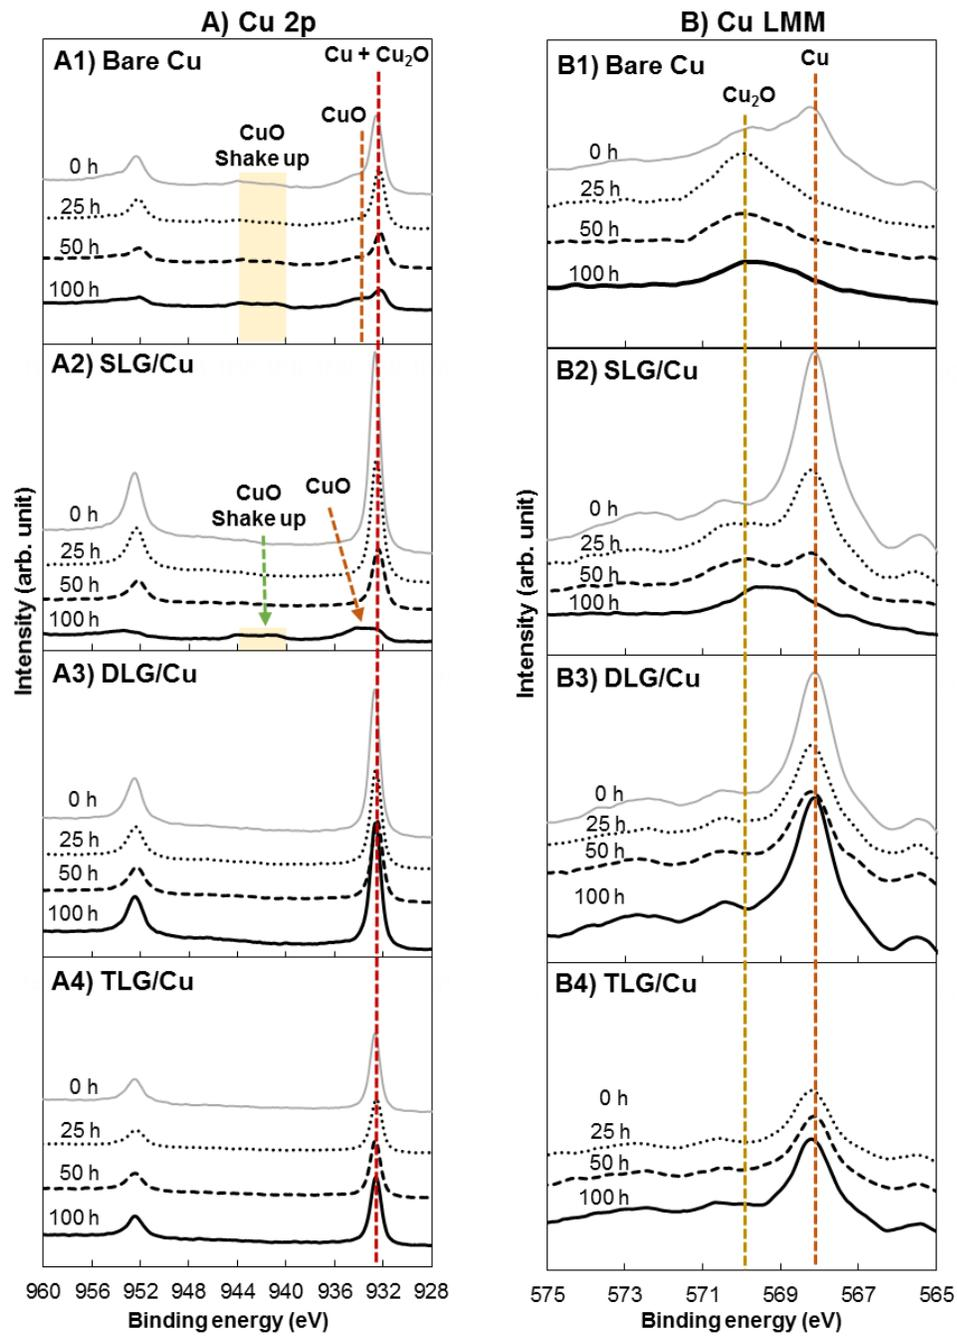 A) Cu 2p
A1) Bare Cu
Cu + Cu₂O
CuO
CuO
Shake up
0 h
25 h
50 h
100 h
A2) SLG/Cu
CuO
Shake up
CuO
0 h
25 h
50 h
100 h
A3) DLG/Cu
0 h
25 h
50 h
100 h
A4) TLG/Cu
0 h
25 h
50 h
100 h
Intensity (arb. unit)
960 956 952 948 944 940 936 932 928
Binding energy (eV)
B) Cu LMM
B1) Bare Cu
Cu
Cu₂O
0 h
25 h
50 h
100 h
B2) SLG/Cu
0 h
25 h
50 h
100 h
B3) DLG/Cu
0 h
25 h
50 h
100 h
B4) TLG/Cu
0 h
25 h
50 h
100 h
Intensity (arb. unit)
575 573 571 569 567 565
Binding energy (eV)